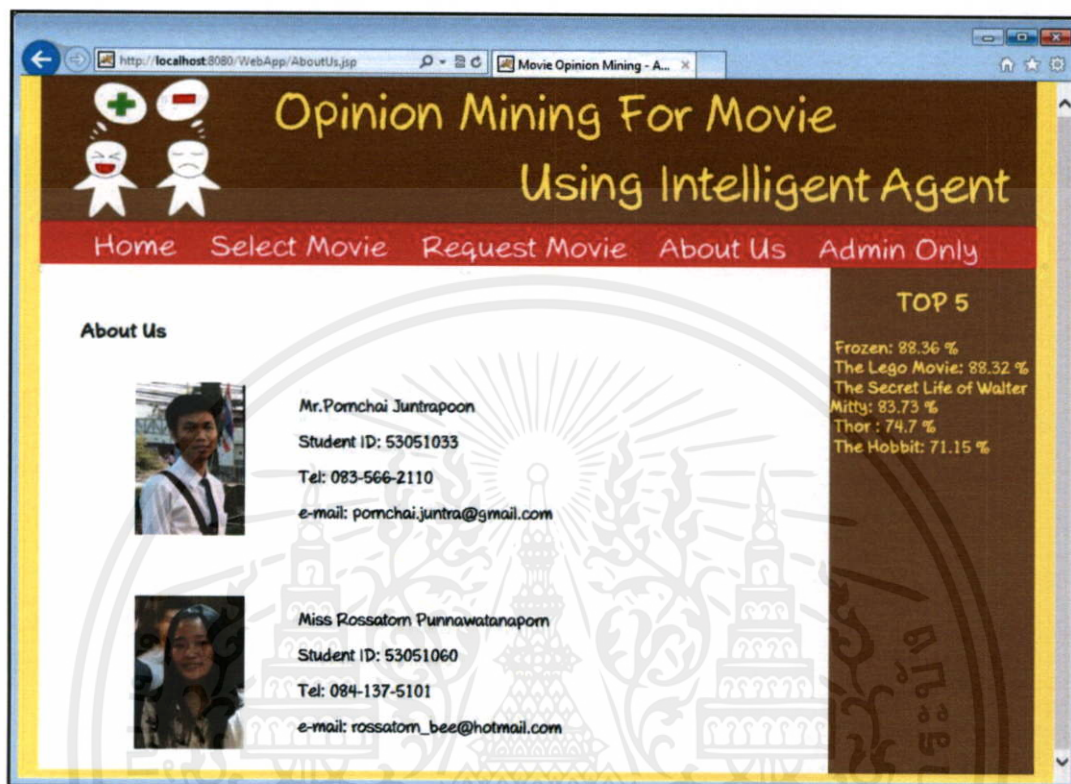 http://localhost:8080/WebApp/AboutUs.jsp
Movie Opinion Mining - A...
Opinion Mining For Movie
Using Intelligent Agent
Home Select Movie Request Movie About Us Admin Only
About Us
Mr.Pornchai Juntrapoon
Student ID: 53051033
Tel: 083-566-2110
e-mail: pornchai.juntra@gmail.com
Miss Rossatorn Punnawatanaporn
Student ID: 53051060
Tel: 084-137-5101
e-mail: rossatorn_bee@hotmail.com
TOP 5
Frozen: 88.36 %
The Lego Movie: 88.32 %
The Secret Life of Walter
Mitty: 83.73 %
Thor : 74.7 %
The Hobbit: 71.15 %